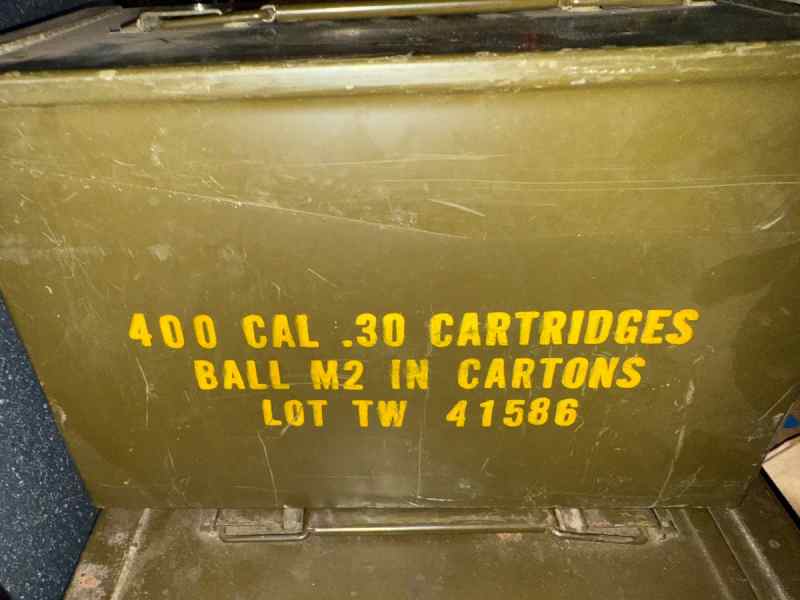 400 CAL .30 CARTRIDGES
BALL M2 IN CARTONS
LOT TW 41586